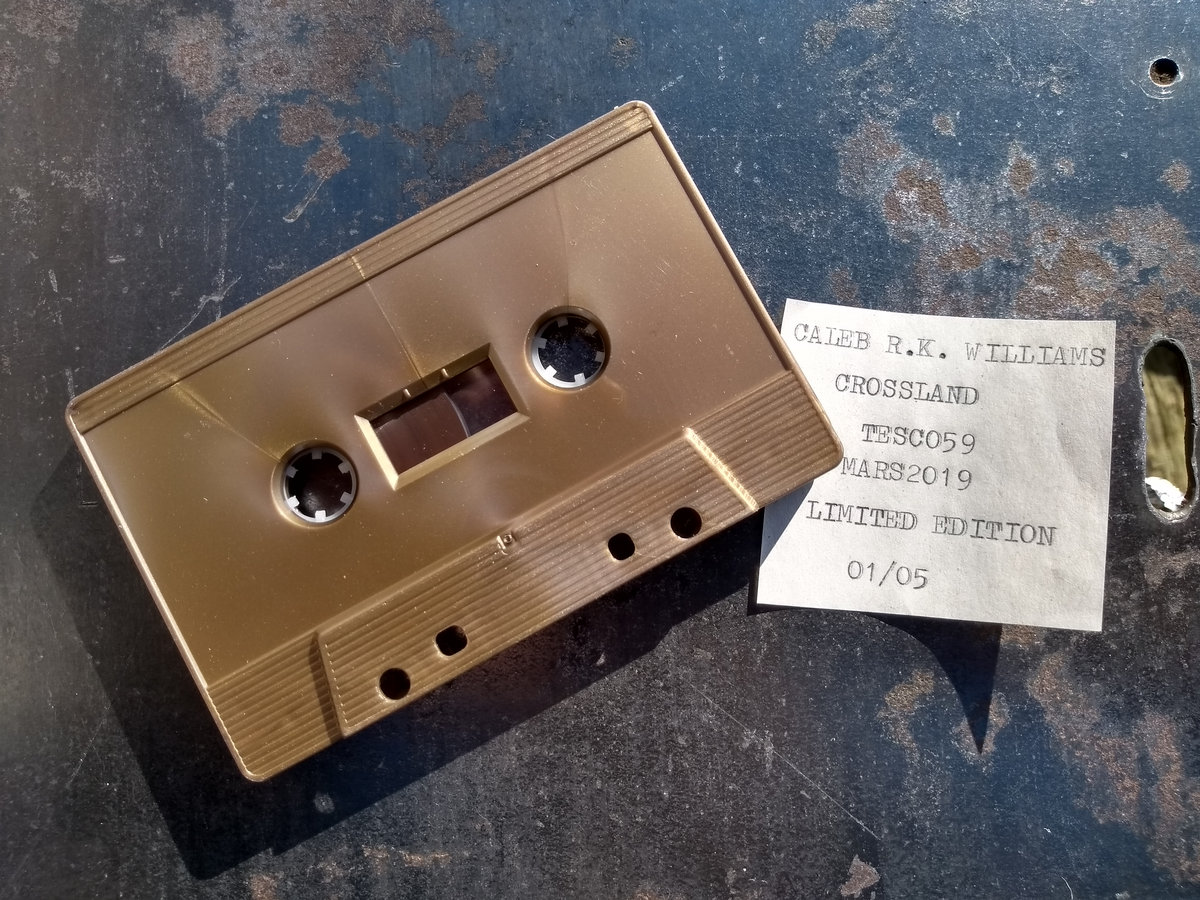 CALEB R.K. WILLIAMS
CROSSLAND
TESC059
MARS2019
LIMITED EDITION
01/05